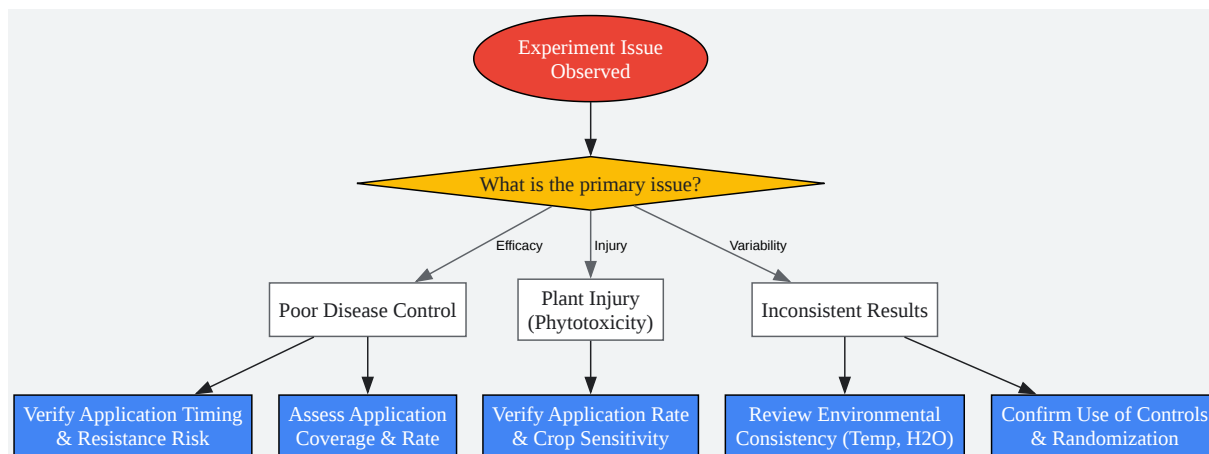 Experiment Issue
Observed
What is the primary issue?
Efficacy
Injury
Variability
Poor Disease Control
Plant Injury
(Phytotoxicity)
Inconsistent Results
Verify Application Timing
& Resistance Risk
Assess Application
Coverage & Rate
Verify Application Rate
& Crop Sensitivity
Review Environmental
Consistency (Temp, H2O)
Confirm Use of Controls
& Randomization